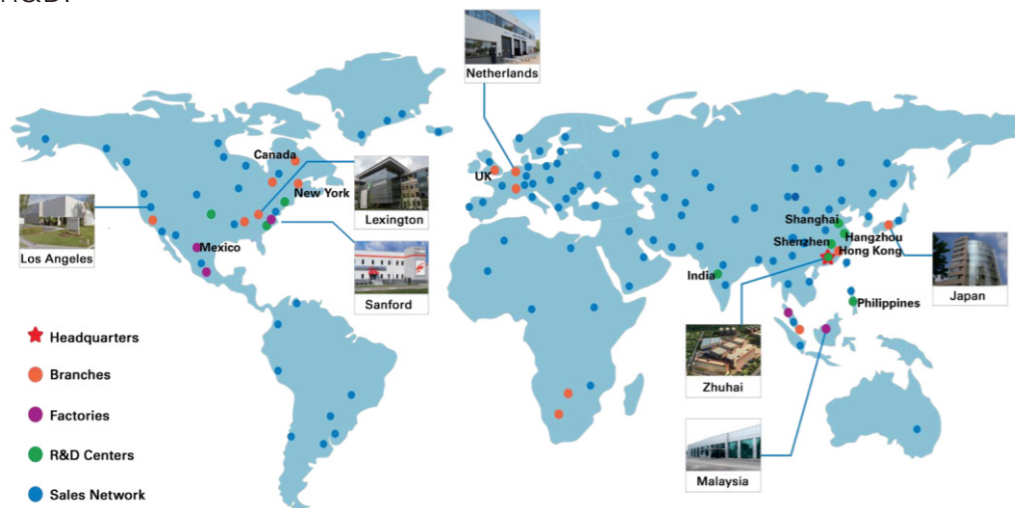 R&D.
Netherlands
Canada
UK
New York
Lexington
Los Angeles
Mexico
Sanford
Shanghai
Hangzhou
Shenzhen
Hong Kong
India
Philippines
Japan
Zhuhai
Malaysia
Headquarters
Branches
Factories
R&D Centers
Sales Network